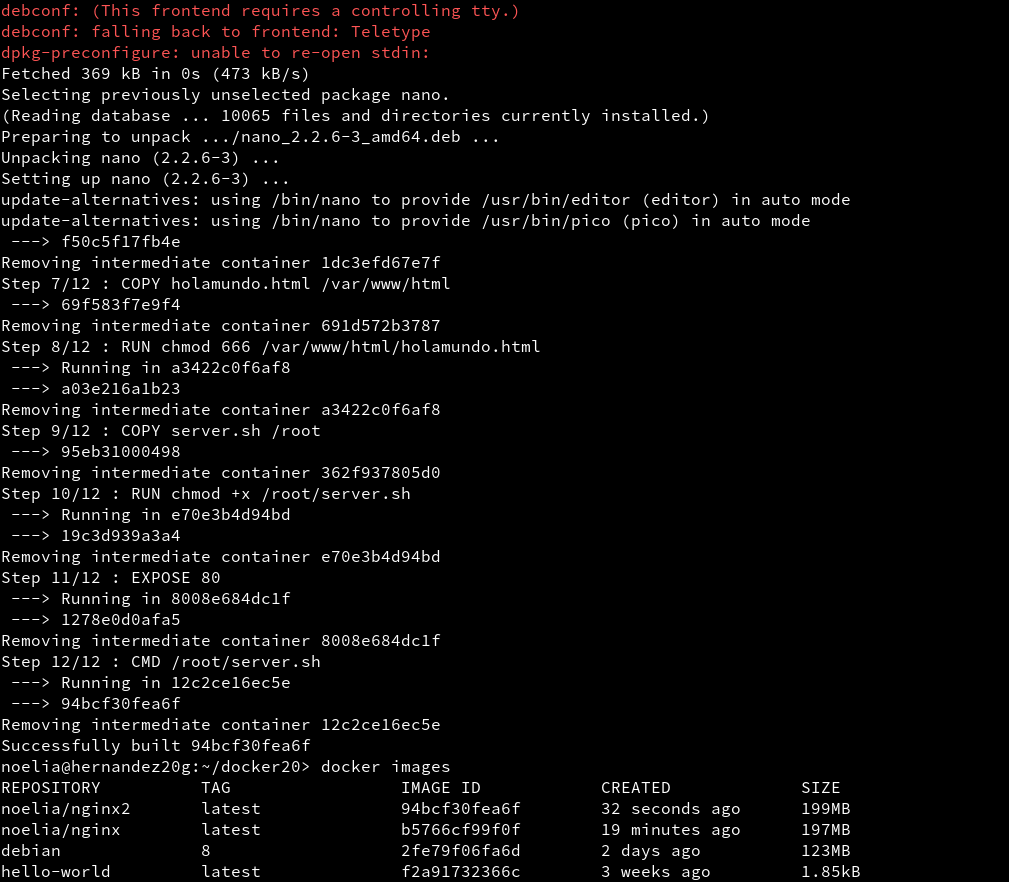 debconf: (This frontend requires a controlling tty.)
debconf: falling back to frontend: Teletype
dpkg-preconfigure: unable to re-open stdin:
Fetched 369 kB in 0s (473 kB/s)
Selecting previously unselected package nano.
(Reading database ... 10065 files and directories currently installed.)
Preparing to unpack .../nano_2.2.6-3_amd64.deb ...
Unpacking nano (2.2.6-3) ...
Setting up nano (2.2.6-3) ...
update-alternatives: using /bin/nano to provide /usr/bin/editor (editor) in auto mode
update-alternatives: using /bin/nano to provide /usr/bin/pico (pico) in auto mode
 ---> f50c5f17fb4e
Removing intermediate container 1dc3efd67e7f
Step 7/12 : COPY holamundo.html /var/www/html
 ---> 69f583f7e9f4
Removing intermediate container 691d572b3787
Step 8/12 : RUN chmod 666 /var/www/html/holamundo.html
 ---> Running in a3422c0f6af8
 ---> a03e216a1b23
Removing intermediate container a3422c0f6af8
Step 9/12 : COPY server.sh /root
 ---> 95eb31000498
Removing intermediate container 362f937805d0
Step 10/12 : RUN chmod +x /root/server.sh
 ---> Running in e70e3b4d94bd
 ---> 19c3d939a3a4
Removing intermediate container e70e3b4d94bd
Step 11/12 : EXPOSE 80
 ---> Running in 8008e684dc1f
 ---> 1278e0d0afa5
Removing intermediate container 8008e684dc1f
Step 12/12 : CMD /root/server.sh
 ---> Running in 12c2ce16ec5e
 ---> 94bcf30fea6f
Removing intermediate container 12c2ce16ec5e
Successfully built 94bcf30fea6f
noelia@hernandez20g:~/docker20> docker images
REPOSITORY          TAG                 IMAGE ID            CREATED             SIZE
noelia/nginx2       latest              94bcf30fea6f        32 seconds ago      199MB
noelia/nginx        latest              b5766cf99f0f        19 minutes ago      197MB
debian              8                   2fe79f06fa6d        2 days ago          123MB
hello-world         latest              f2a91732366c        3 weeks ago         1.85kB